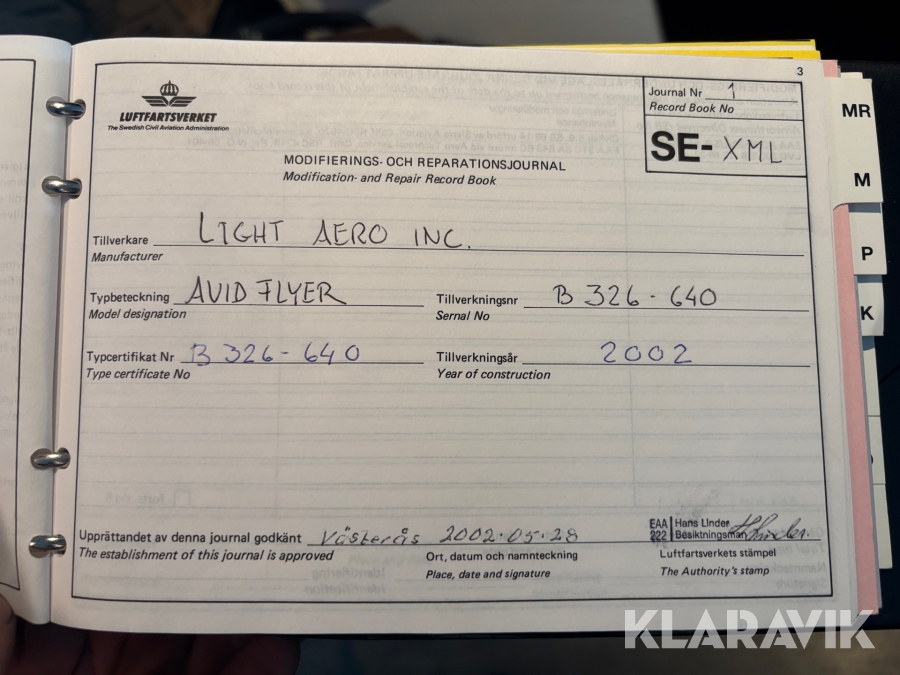 3
LUFTFARTSVERKET
The Swedish Civil Aviation Administration
Journal Nr 1
Record Book No
SE-XML
MODIFIERINGS- OCH REPARATIONSJOURNAL
Modification- and Repair Record Book
Tillverkare LIGHT AERO INC.
Manufacturer
Typbeteckning AVID FLYER
Model designation
Tillverkningsnr B 326-640
Sernal No
Typcertifikat Nr B 326-640
Type certificate No
Tillverkningsår 2002
Year of construction
Upprättandet av denna journal godkänt Västerås 2002-05-28
The establishment of this journal is approved
Ort, datum och namnteckning
Place, date and signature
EAA 222 Hans Linder Besiktningsman
Luftfartsverkets stämpel
The Authority's stamp
MR
M
P
K
KLARAVIK